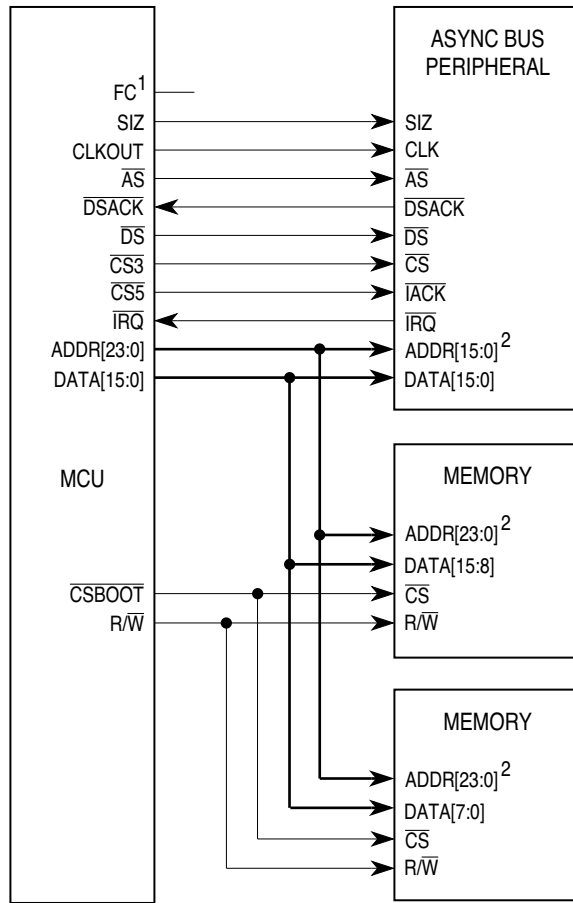 ASYNC BUS
PERIPHERAL
FC1
SIZ
CLKOUT
AS
DSACK
DS
CS3
CS5
IRQ
ADDR[23:0]
DATA[15:0]
SIZ
CLK
AS
DSACK
DS
CS
IACK
IRQ
ADDR[15:0]2
DATA[15:0]
MCU
CSBOOT
R/W
MEMORY
ADDR[23:0]2
DATA[15:8]
CS
R/W
MEMORY
ADDR[23:0]2
DATA[7:0]
CS
R/W